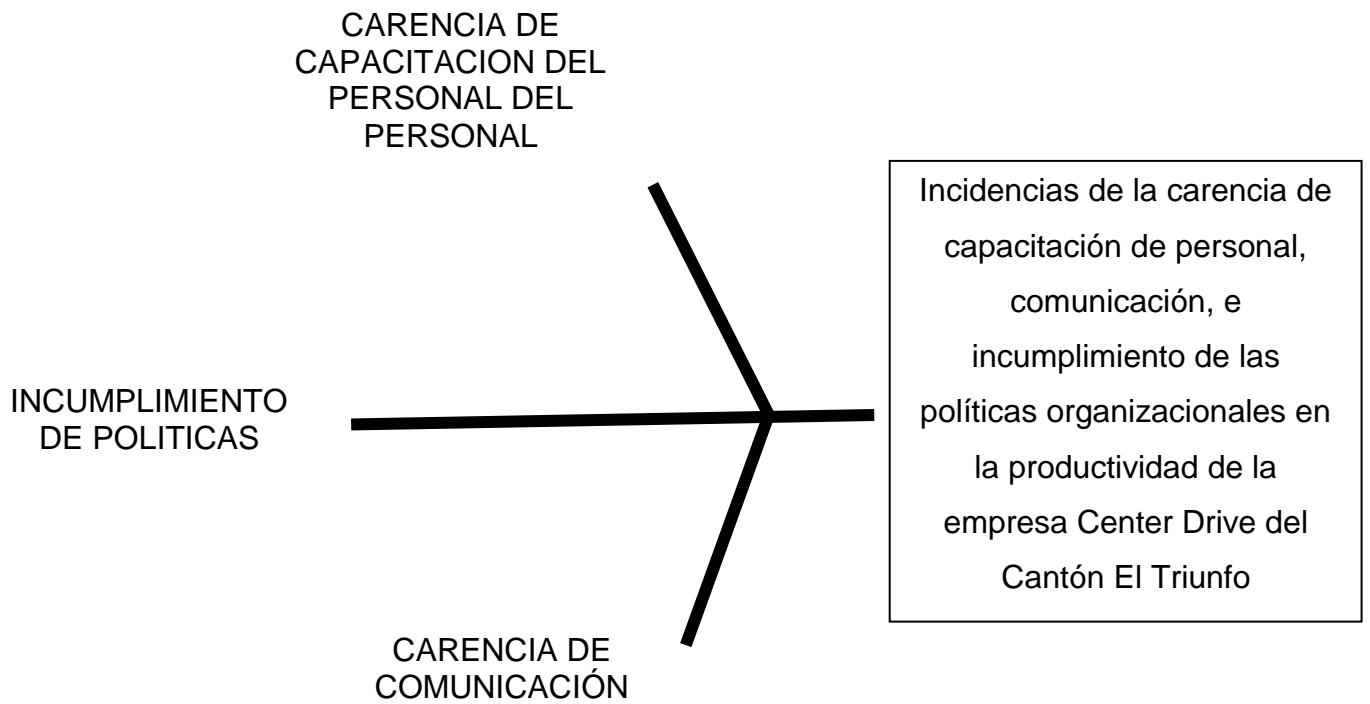 CARENCIA DE
CAPACITACION DEL
PERSONAL DEL
PERSONAL
INCUMPLIMIENTO
DE POLITICAS
CARENCIA DE
COMUNICACIÓN
Incidencias de la carencia de
capacitación de personal,
comunicación, e
incumplimiento de las
políticas organizacionales en
la productividad de la
empresa Center Drive del
Cantón El Triunfo